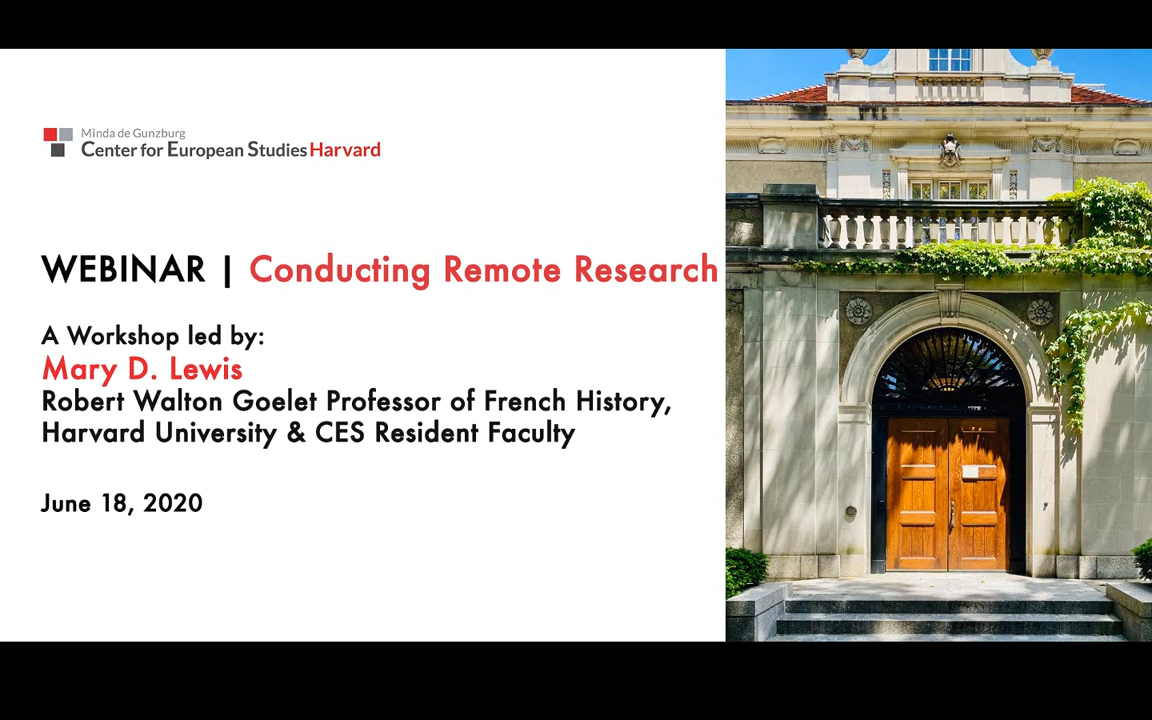 Minda de Gunzburg
Center for European Studies Harvard
WEBINAR | Conducting Remote Research
A Workshop led by:
Mary D. Lewis
Robert Walton Goelet Professor of French History,
Harvard University & CES Resident Faculty
June 18, 2020